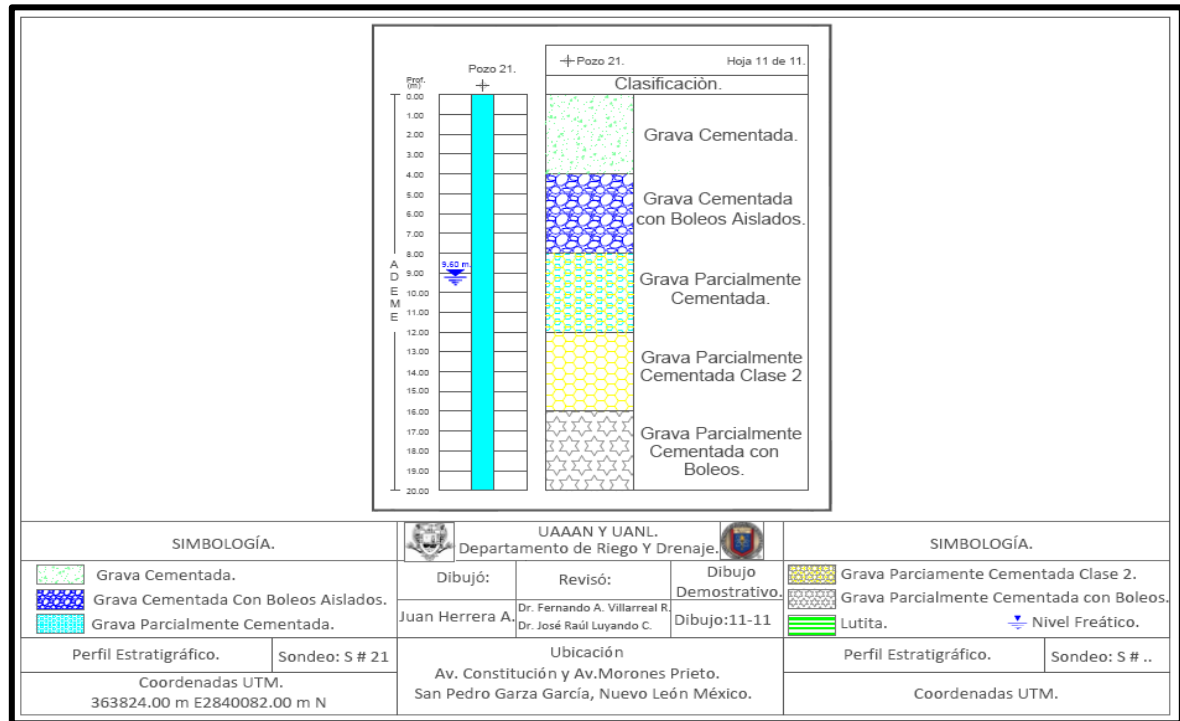 Pozo 21.
Prof.
(m)
0.00
1.00
2.00
3.00
4.00
5.00
6.00
7.00
8.00
9.00
10.00
11.00
12.00
13.00
14.00
15.00
16.00
17.00
18.00
19.00
20.00
A
D
E
M
E
9.60 m.
Pozo 21. Hoja 11 de 11.
Clasificaciòn.
Grava Cementada.
Grava Cementada
con Boleos Aislados.
Grava Parcialmente
Cementada.
Grava Parcialmente
Cementada Clase 2
Grava Parcialmente
Cementada con
Boleos.
SIMBOLOGÍA.
Grava Cementada.
Grava Cementada Con Boleos Aislados.
Grava Parcialmente Cementada.
Perfil Estratigráfico.
Sondeo: S # 21
Coordenadas UTM.
363824.00 m E2840082.00 m N
UAAAN Y UANL.
Departamento de Riego Y Drenaje.
Dibujó:
Juan Herrera A.
Revisó:
Dr. Fernando A. Villarreal R.
Dr. José Raúl Luyando C.
Dibujo
Demostrativo.
Dibujo:11-11
Ubicación
Av. Constitución y Av.Morones Prieto.
San Pedro Garza García, Nuevo León México.
SIMBOLOGÍA.
Grava Parciamente Cementada Clase 2.
Grava Parcialmente Cementada con Boleos.
Lutita.
Nivel Freático.
Perfil Estratigráfico.
Sondeo: S # ..
Coordenadas UTM.